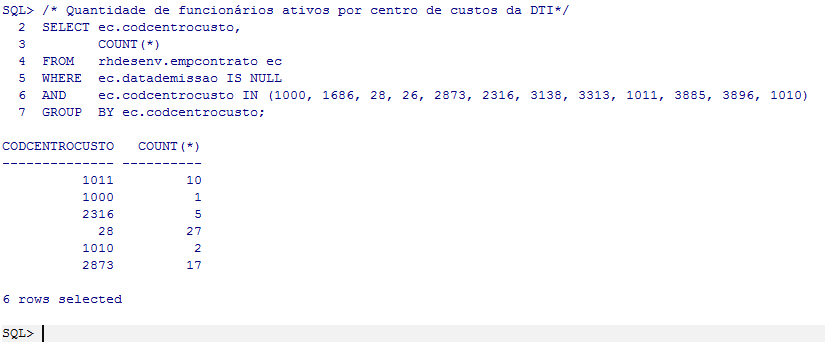 SQL> /* Quantidade de funcionários ativos por centro de custos da DTI*/
  2  SELECT ec.codcentrocusto,
  3         COUNT(*)
  4  FROM   rhdesenv.empcontrato ec
  5  WHERE  ec.datademissao IS NULL
  6  AND    ec.codcentrocusto IN (1000, 1686, 28, 26, 2873, 2316, 3138, 3313, 1011, 3885, 3896, 1010)
  7  GROUP  BY ec.codcentrocusto;
CODCENTROCUSTO   COUNT(*)
-------------- ----------
          1011         10
          1000          1
          2316          5
            28         27
          1010          2
          2873         17
6 rows selected
SQL>